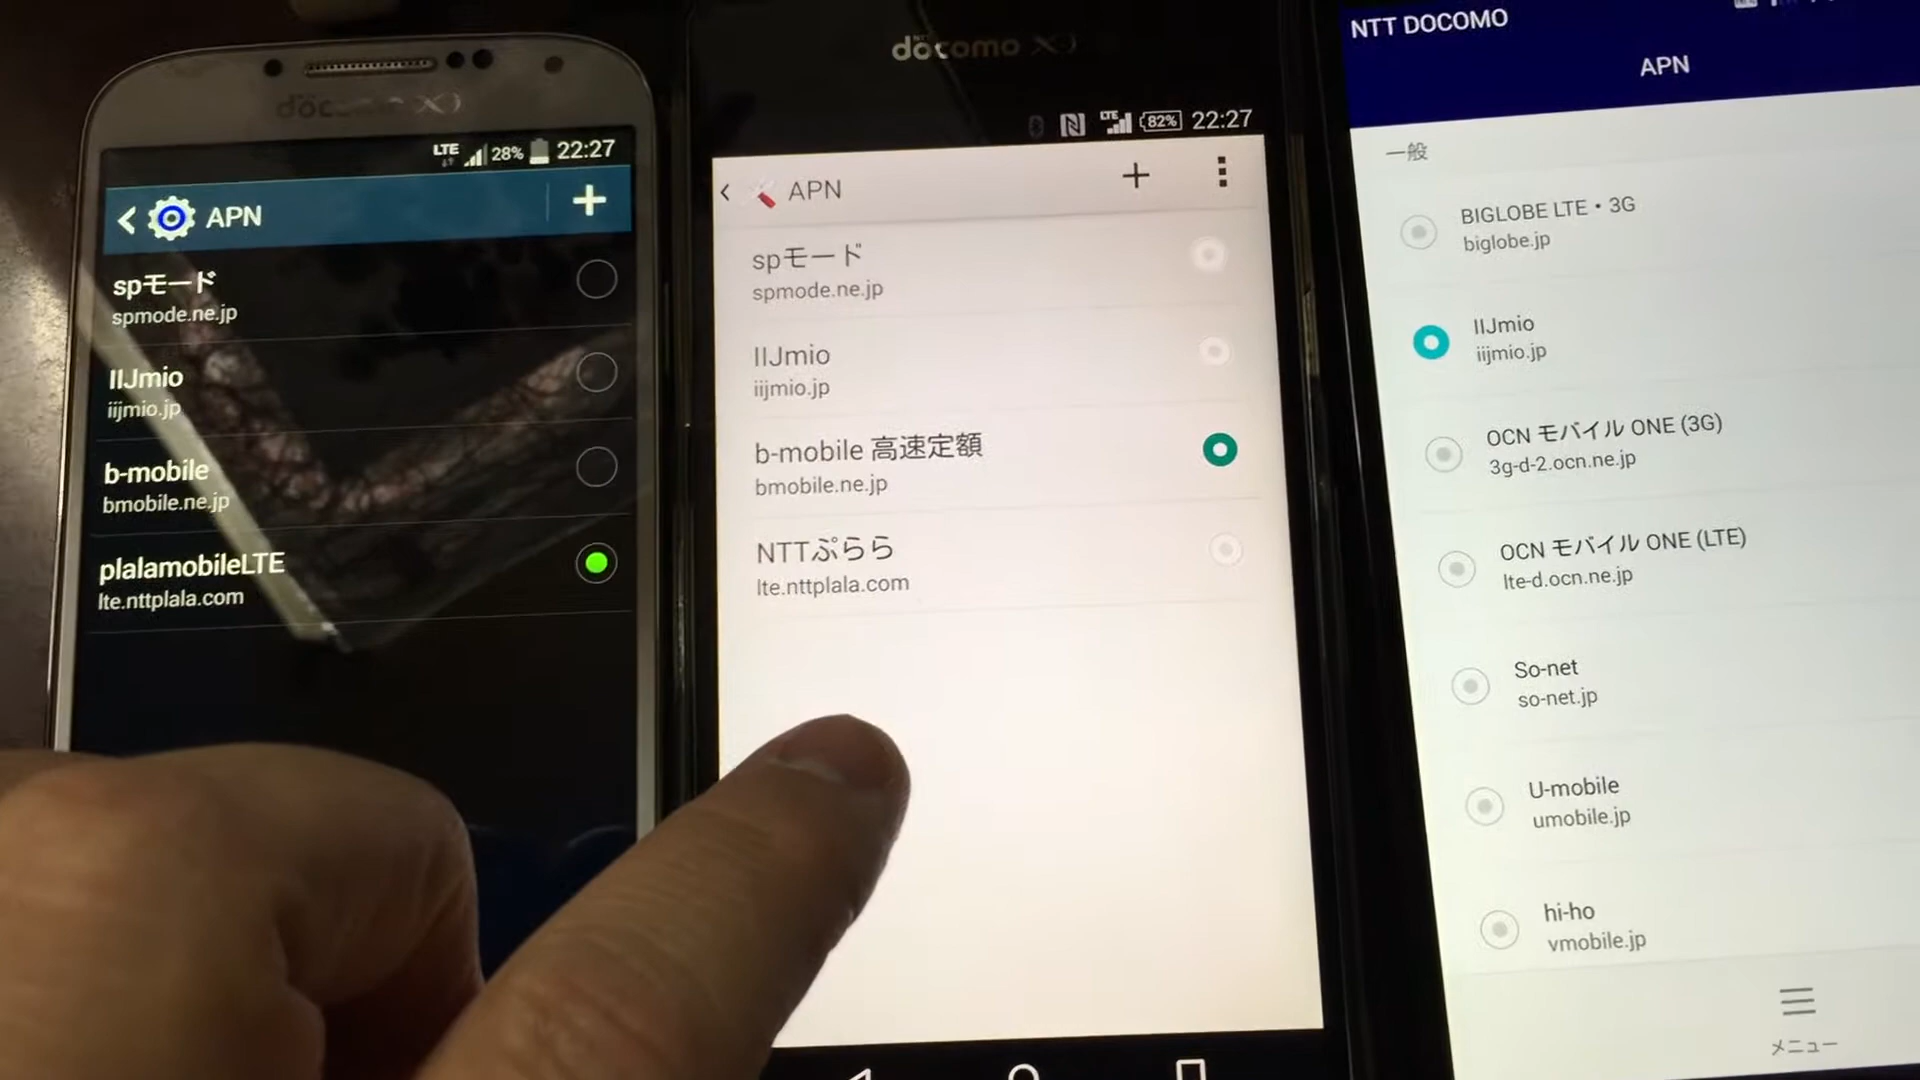 docomo Xi
LTE 28% 22:27
APN
spモード
spmode.ne.jp
IIJmio
iijmio.jp
b-mobile
bmobile.ne.jp
plalamobileLTE
lte.nttplala.com
NTT
docomo Xi
LTE 82% 22:27
APN
spモード
spmode.ne.jp
IIJmio
iijmio.jp
b-mobile 高速定額
bmobile.ne.jp
NTTぷらら
lte.nttplala.com
NTT DOCOMO
APN
一般
BIGLOBE LTE・3G
biglobe.jp
IIJmio
iijmio.jp
OCN モバイル ONE (3G)
3g-d-2.ocn.ne.jp
OCN モバイル ONE (LTE)
lte-d.ocn.ne.jp
So-net
so-net.jp
U-mobile
umobile.jp
hi-ho
vmobile.jp
メニュー